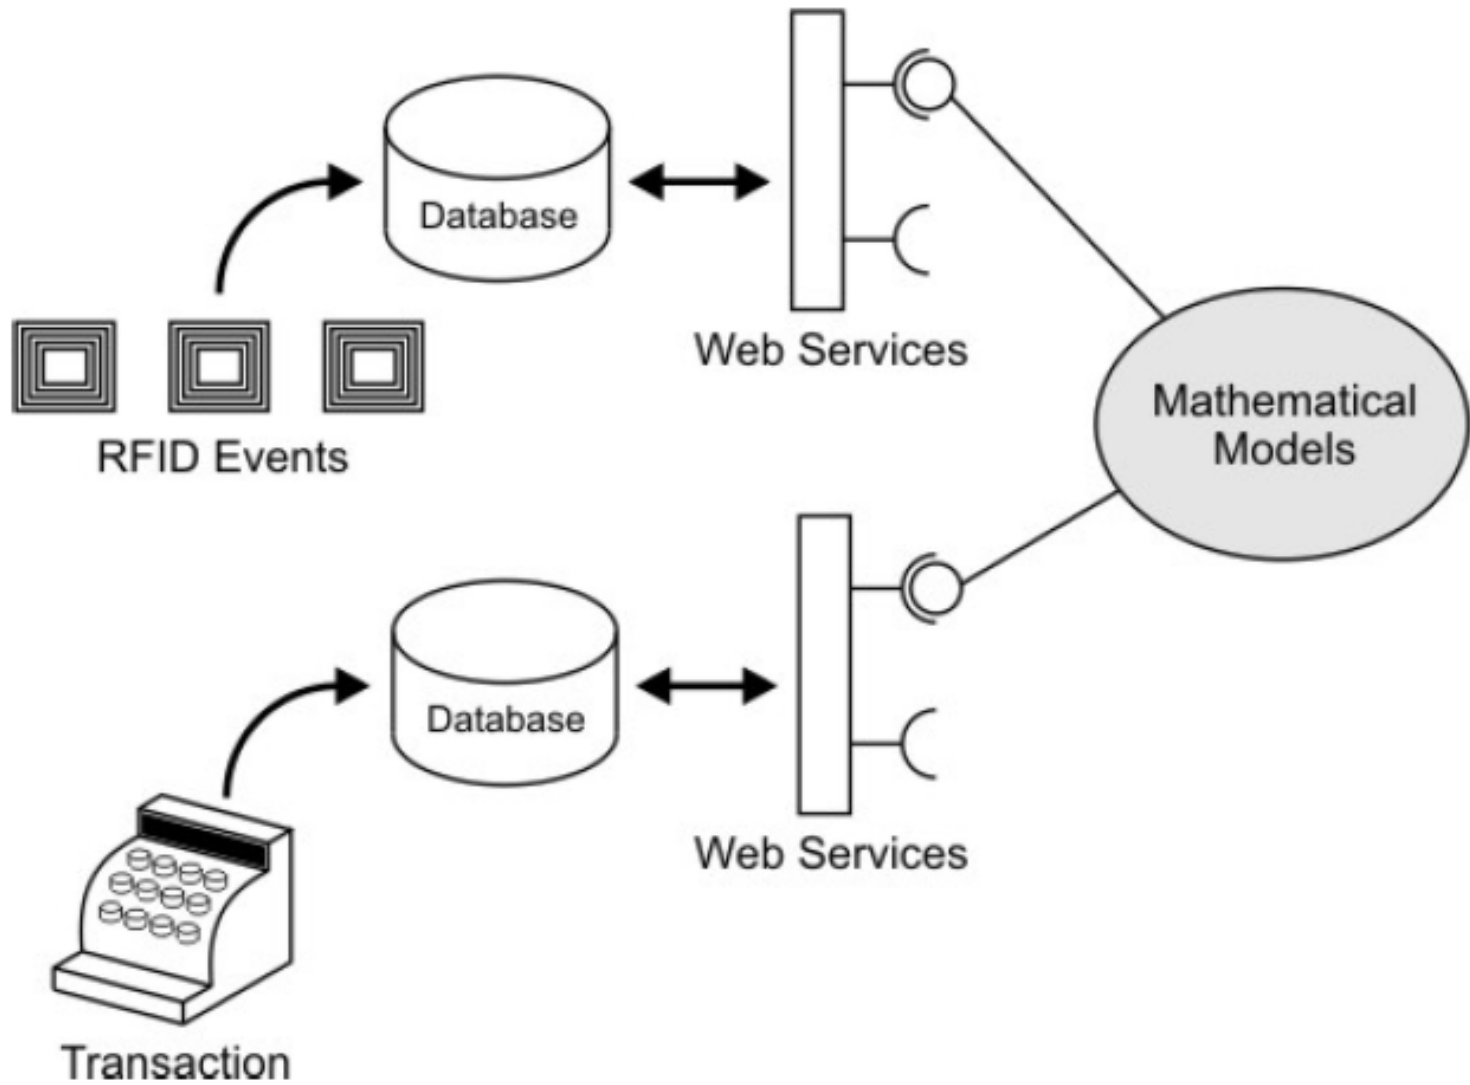 Database
Web Services
RFID Events
Mathematical
Models
Database
Web Services
Transaction